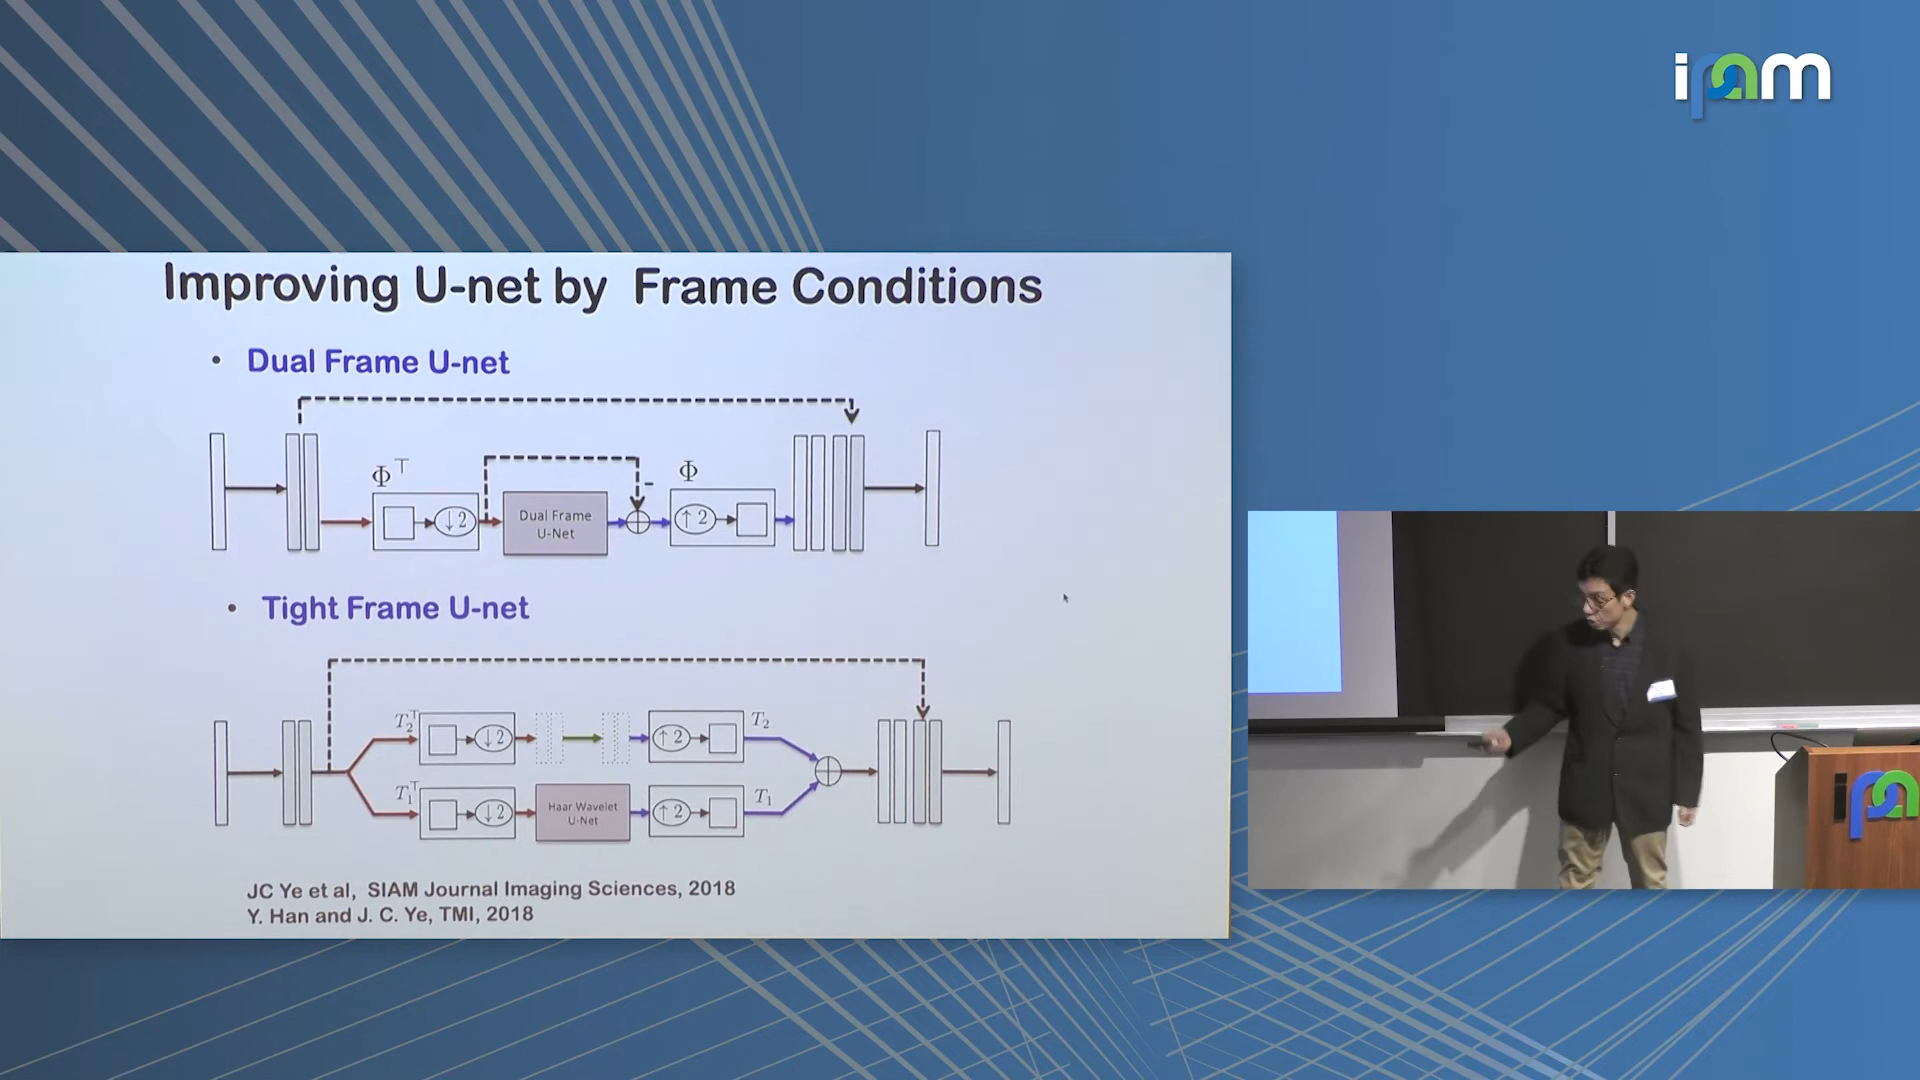 ipam
Improving U-net by Frame Conditions
• Dual Frame U-net
Φ⊤
Φ
-
↓2
Dual Frame
U-Net
↑2
• Tight Frame U-net
T₂⊤
↓2
↑2
T₂
T₁⊤
↓2
Haar Wavelet
U-Net
↑2
T₁
JC Ye et al, SIAM Journal Imaging Sciences, 2018
Y. Han and J. C. Ye, TMI, 2018